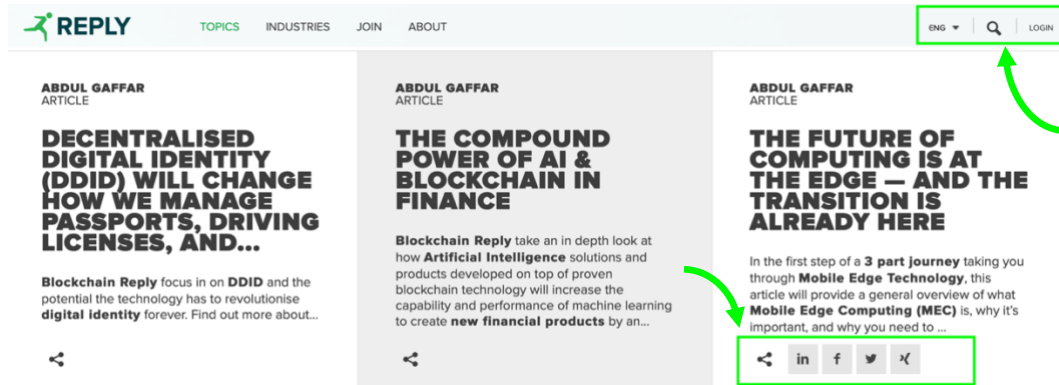 REPLY
TOPICS INDUSTRIES JOIN ABOUT
ENG LOGIN
ABDUL GAFFAR
ARTICLE
DECENTRALISED
DIGITAL IDENTITY
(DDID) WILL CHANGE
HOW WE MANAGE
PASSPORTS, DRIVING
LICENSES, AND...
Blockchain Reply focus in on DDID and the
potential the technology has to revolutionise
digital identity forever. Find out more about...
ABDUL GAFFAR
ARTICLE
THE COMPOUND
POWER OF AI &
BLOCKCHAIN IN
FINANCE
Blockchain Reply take an in depth look at
how Artificial Intelligence solutions and
products developed on top of proven
blockchain technology will increase the
capability and performance of machine learning
to create new financial products by an...
ABDUL GAFFAR
ARTICLE
THE FUTURE OF
COMPUTING IS AT
THE EDGE — AND THE
TRANSITION IS
ALREADY HERE
In the first step of a 3 part journey taking you
through Mobile Edge Technology, this
article will provide a general overview of what
Mobile Edge Computing (MEC) is, why it's
important, and why you need to ...
in f